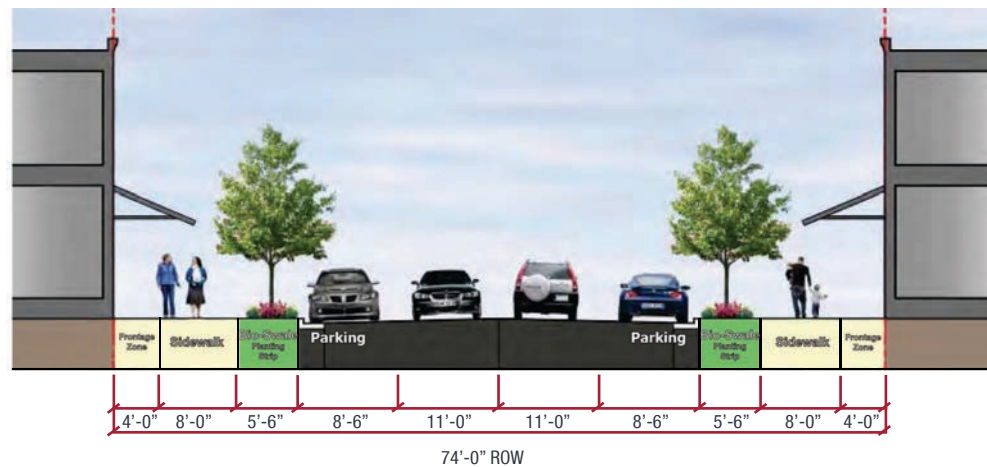 Frontage
Zone
Sidewalk
Bio-Swale
Planting
Strip
Parking
Parking
Bio-Swale
Planting
Strip
Sidewalk
Frontage
Zone
4’-0” 8’-0” 5’-6” 8’-6” 11’-0” 11’-0” 8’-6” 5’-6” 8’-0” 4’-0”
74’-0” ROW